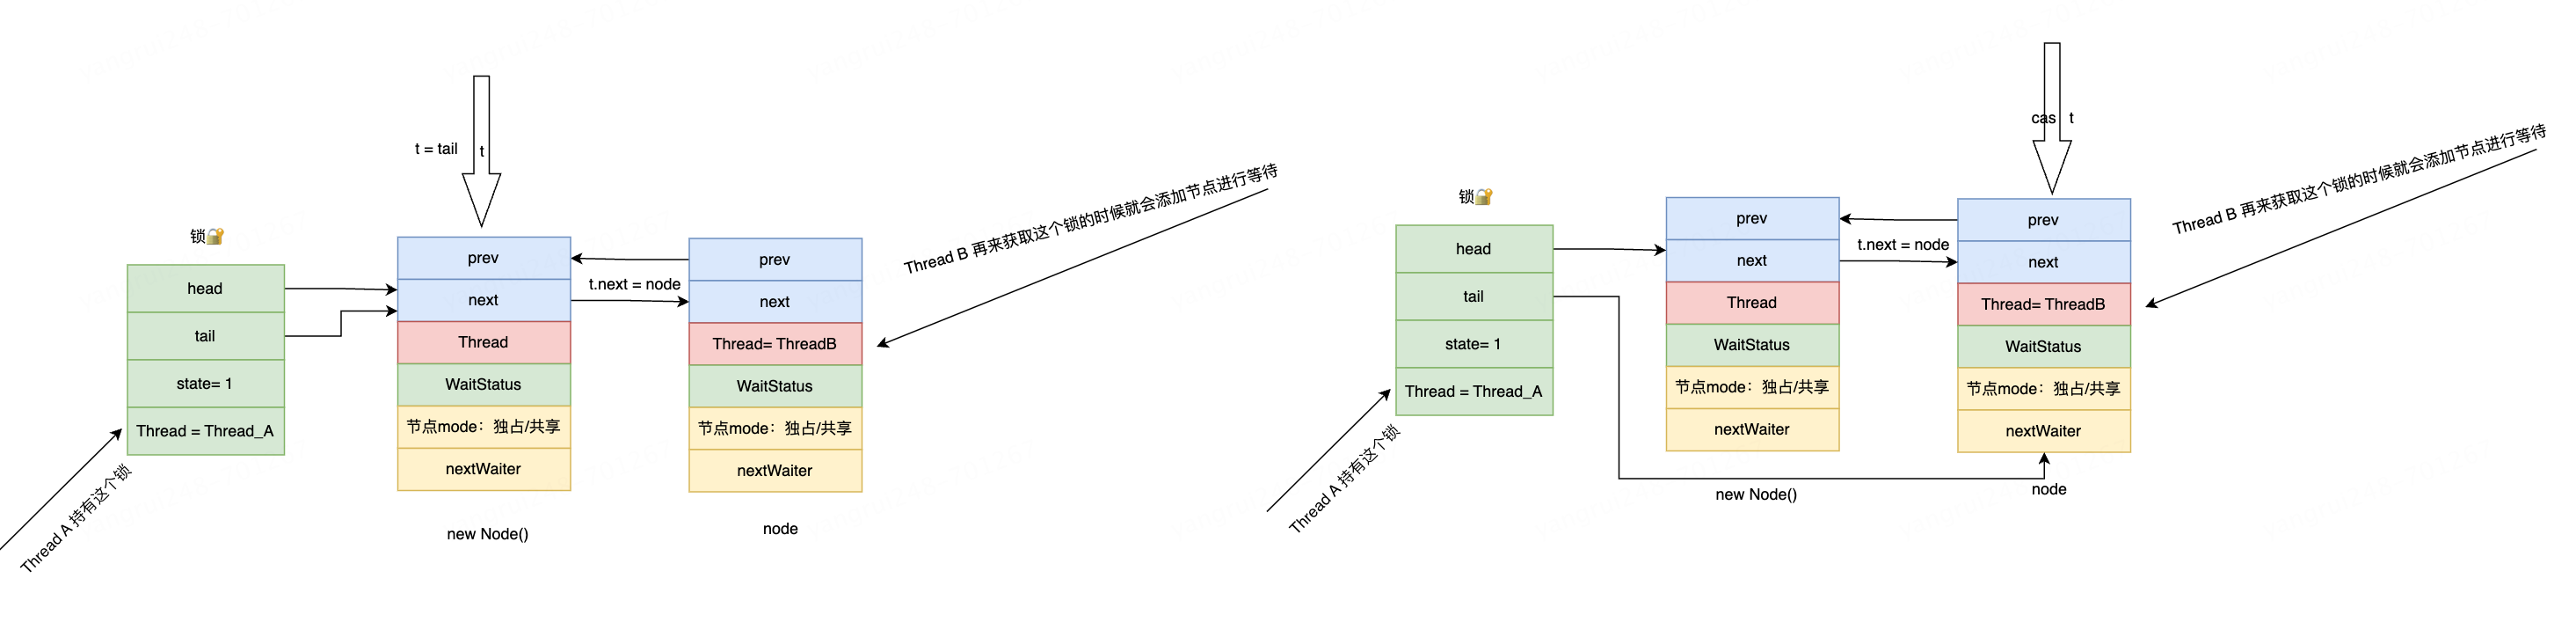 t = tail
t
锁🔐
head
tail
state= 1
Thread = Thread_A
Thread A 持有这个锁
prev
next
Thread
WaitStatus
节点mode：独占/共享
nextWaiter
new Node()
t.next = node
prev
next
Thread= ThreadB
WaitStatus
节点mode：独占/共享
nextWaiter
node
Thread B 再来获取这个锁的时候就会添加节点进行等待
cas t
锁🔐
head
tail
state= 1
Thread = Thread_A
Thread A 持有这个锁
prev
next
Thread
WaitStatus
节点mode：独占/共享
nextWaiter
new Node()
t.next = node
prev
next
Thread= ThreadB
WaitStatus
节点mode：独占/共享
nextWaiter
node
Thread B 再来获取这个锁的时候就会添加节点进行等待